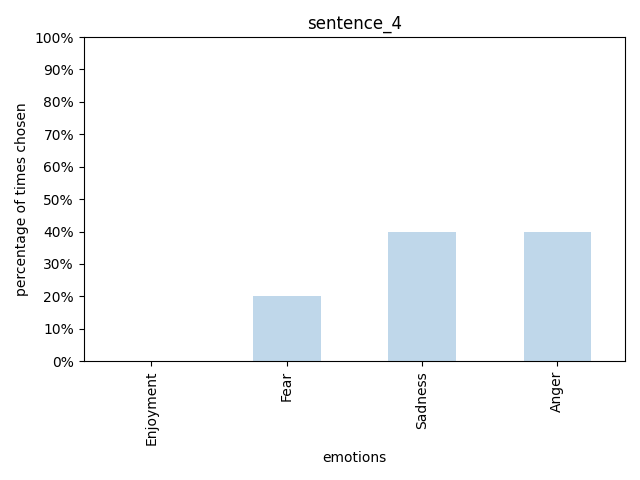 sentence_4
100%
90%
80%
70%
60%
50%
40%
30%
20%
10%
0%
percentage of times chosen
Enjoyment
Fear
Sadness
Anger
emotions